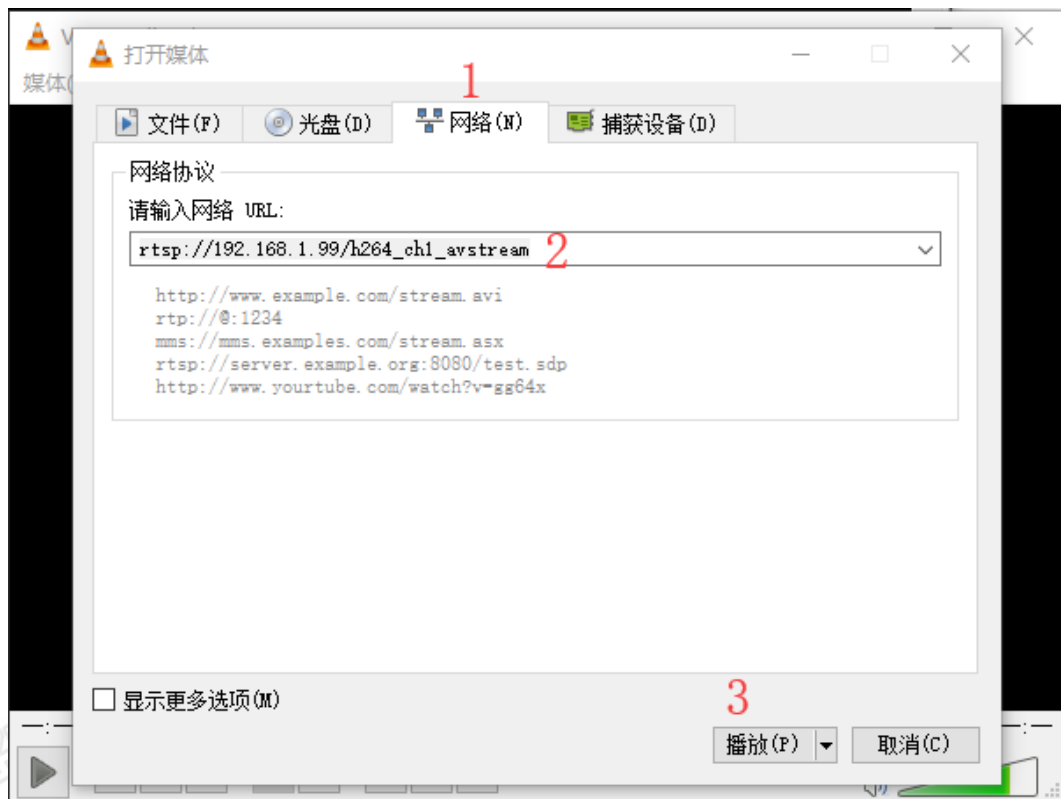 打开媒体
媒体(
1
文件(F)
光盘(D)
网络(N)
捕获设备(D)
网络协议
请输入网络 URL:
rtsp://192.168.1.99/h264_ch1_avstream
2
http://www.example.com/stream.avi
rtp://@:1234
mms://mms.examples.com/stream.asx
rtsp://server.example.org:8080/test.sdp
http://www.yourtube.com/watch?v=gg64x
显示更多选项(M)
3
播放(P)
取消(C)